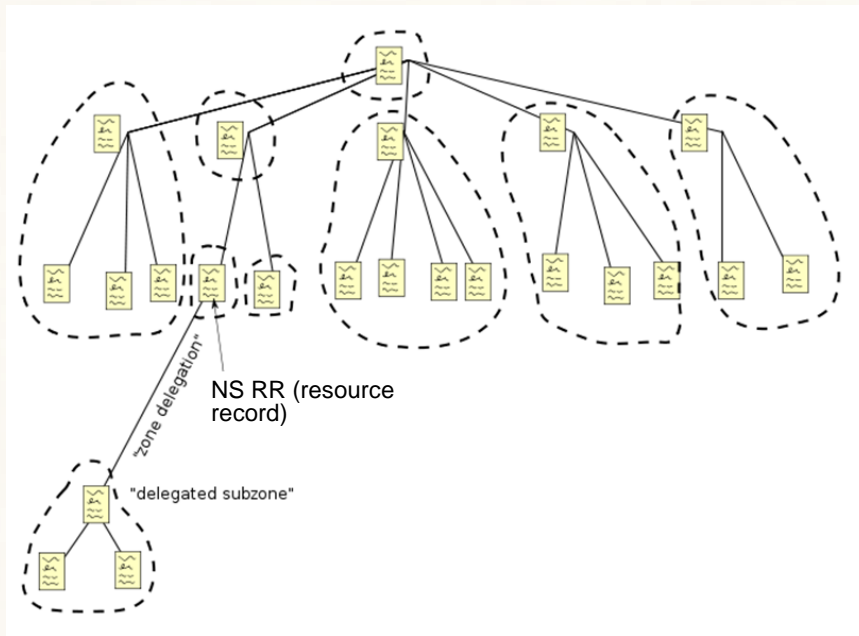 "zone delegation"
NS RR (resource
record)
"delegated subzone"